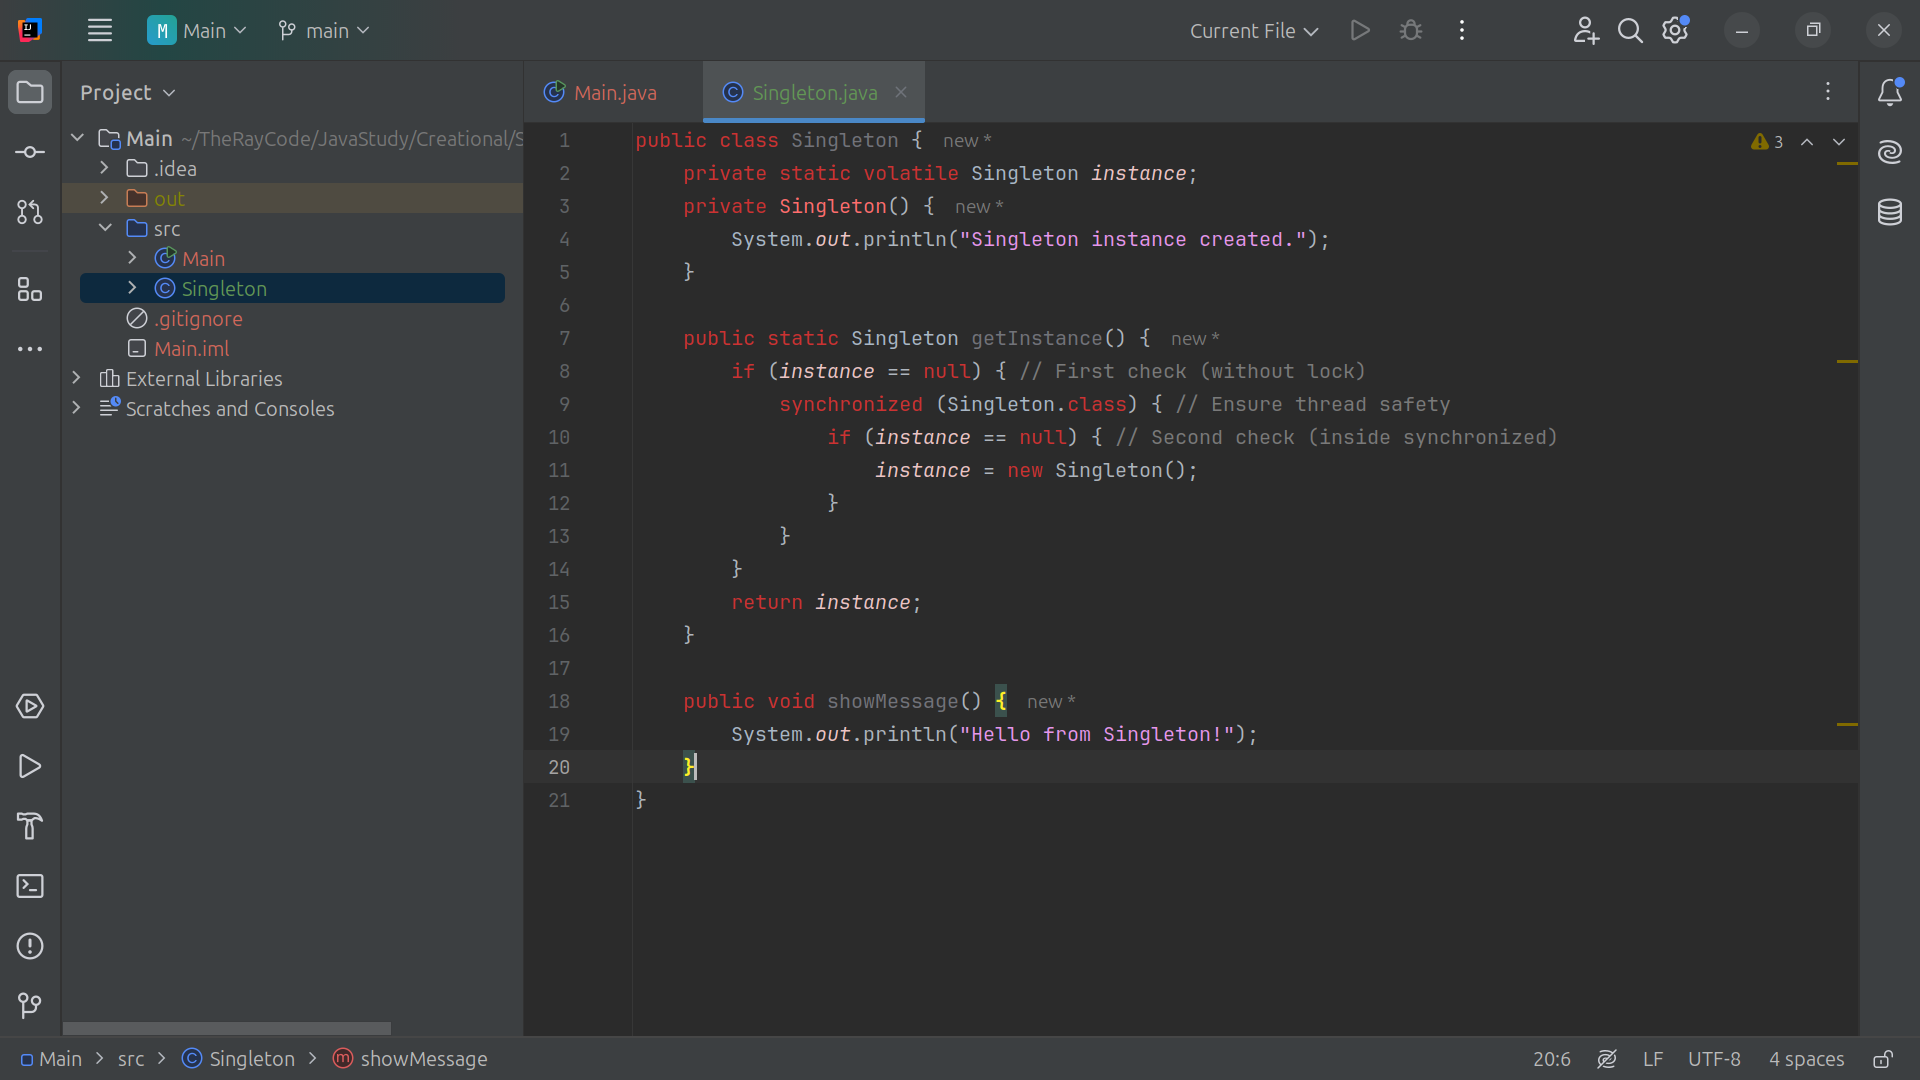 M Main main Current File
Project
Main ~/TheRayCode/JavaStudy/Creational/S
.idea
out
src
Main
Singleton
.gitignore
Main.iml
External Libraries
Scratches and Consoles
Main.java Singleton.java
3
1 public class Singleton { new *
2 private static volatile Singleton instance;
3 private Singleton() { new *
4 System.out.println("Singleton instance created.");
5 }
6
7 public static Singleton getInstance() { new *
8 if (instance == null) { // First check (without lock)
9 synchronized (Singleton.class) { // Ensure thread safety
10 if (instance == null) { // Second check (inside synchronized)
11 instance = new Singleton();
12 }
13 }
14 }
15 return instance;
16 }
17
18 public void showMessage() { new *
19 System.out.println("Hello from Singleton!");
20 }
21 }
Main > src > Singleton > showMessage
20:6 LF UTF-8 4 spaces